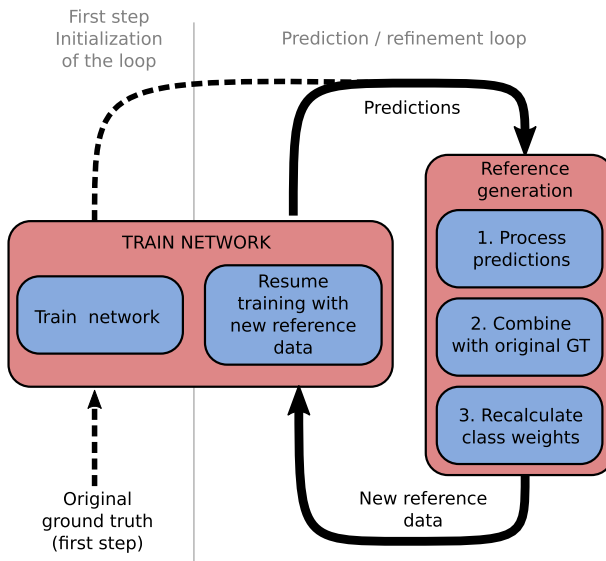 First step
Initialization
of the loop
Prediction / refinement loop
Predictions
Reference
generation
1. Process
predictions
2. Combine
with original GT
3. Recalculate
class weights
TRAIN NETWORK
Train network
Resume
training with
new reference
data
Original
ground truth
(first step)
New reference
data